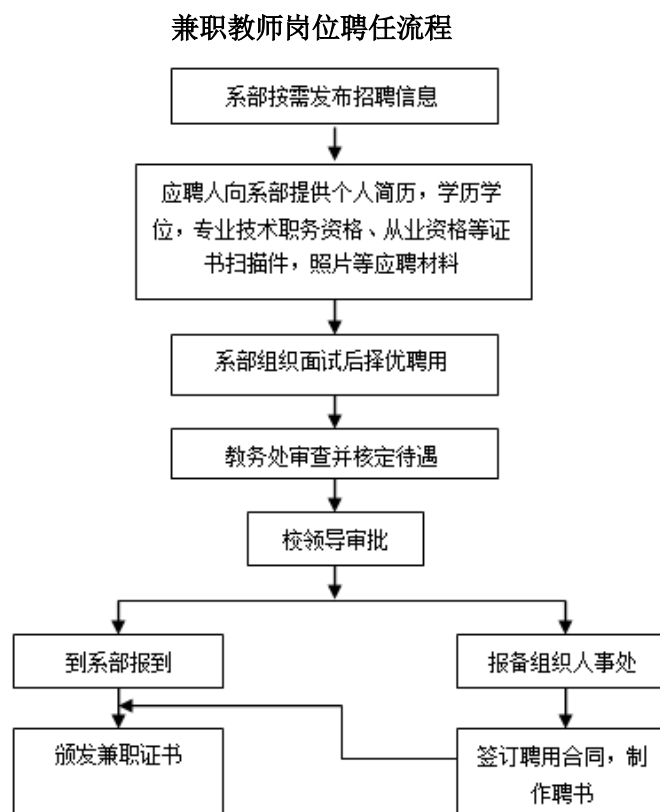 兼职教师岗位聘任流程
系部按需发布招聘信息
应聘人向系部提供个人简历，学历学
位，专业技术职务资格、从业资格等证
书扫描件，照片等应聘材料
系部组织面试后择优聘用
教务处审查并核定待遇
校领导审批
到系部报到
报备组织人事处
颁发兼职证书
签订聘用合同，制
作聘书